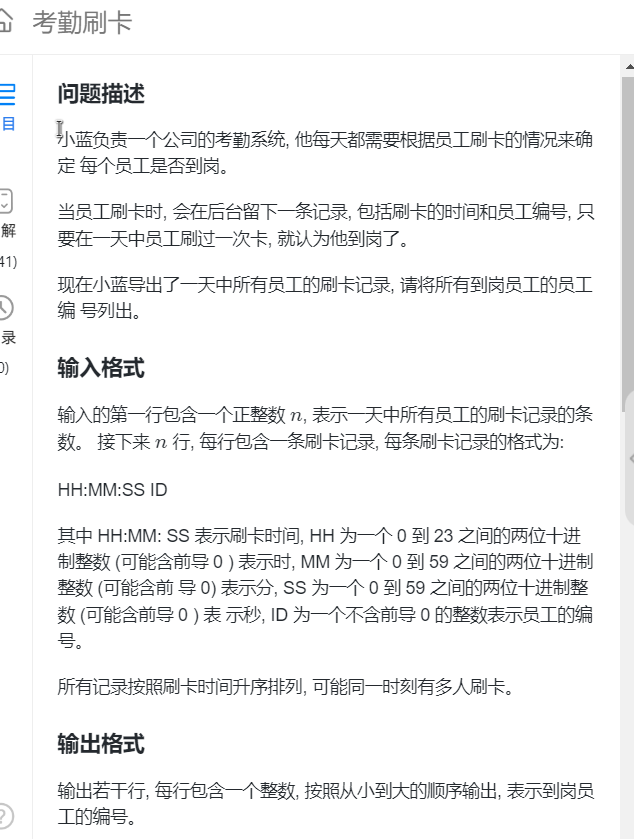 考勤刷卡
问题描述
小蓝负责一个公司的考勤系统, 他每天都需要根据员工刷卡的情况来确
定 每个员工是否到岗。
当员工刷卡时, 会在后台留下一条记录, 包括刷卡的时间和员工编号, 只
要在一天中员工刷过一次卡, 就认为他到岗了。
现在小蓝导出了一天中所有员工的刷卡记录, 请将所有到岗员工的员工
编 号列出。
输入格式
输入的第一行包含一个正整数 n, 表示一天中所有员工的刷卡记录的条
数。 接下来 n 行, 每行包含一条刷卡记录, 每条刷卡记录的格式为:
HH:MM:SS ID
其中 HH:MM: SS 表示刷卡时间, HH 为一个 0 到 23 之间的两位十进
制整数 (可能含前导 0 ) 表示时, MM 为一个 0 到 59 之间的两位十进制
整数 (可能含前 导 0) 表示分, SS 为一个 0 到 59 之间的两位十进制整
数 (可能含前导 0 ) 表 示秒, ID 为一个不含前导 0 的整数表示员工的编
号。
所有记录按照刷卡时间升序排列, 可能同一时刻有多人刷卡。
输出格式
输出若干行, 每行包含一个整数, 按照从小到大的顺序输出, 表示到岗员
工的编号。
目
解
41)
录
0)